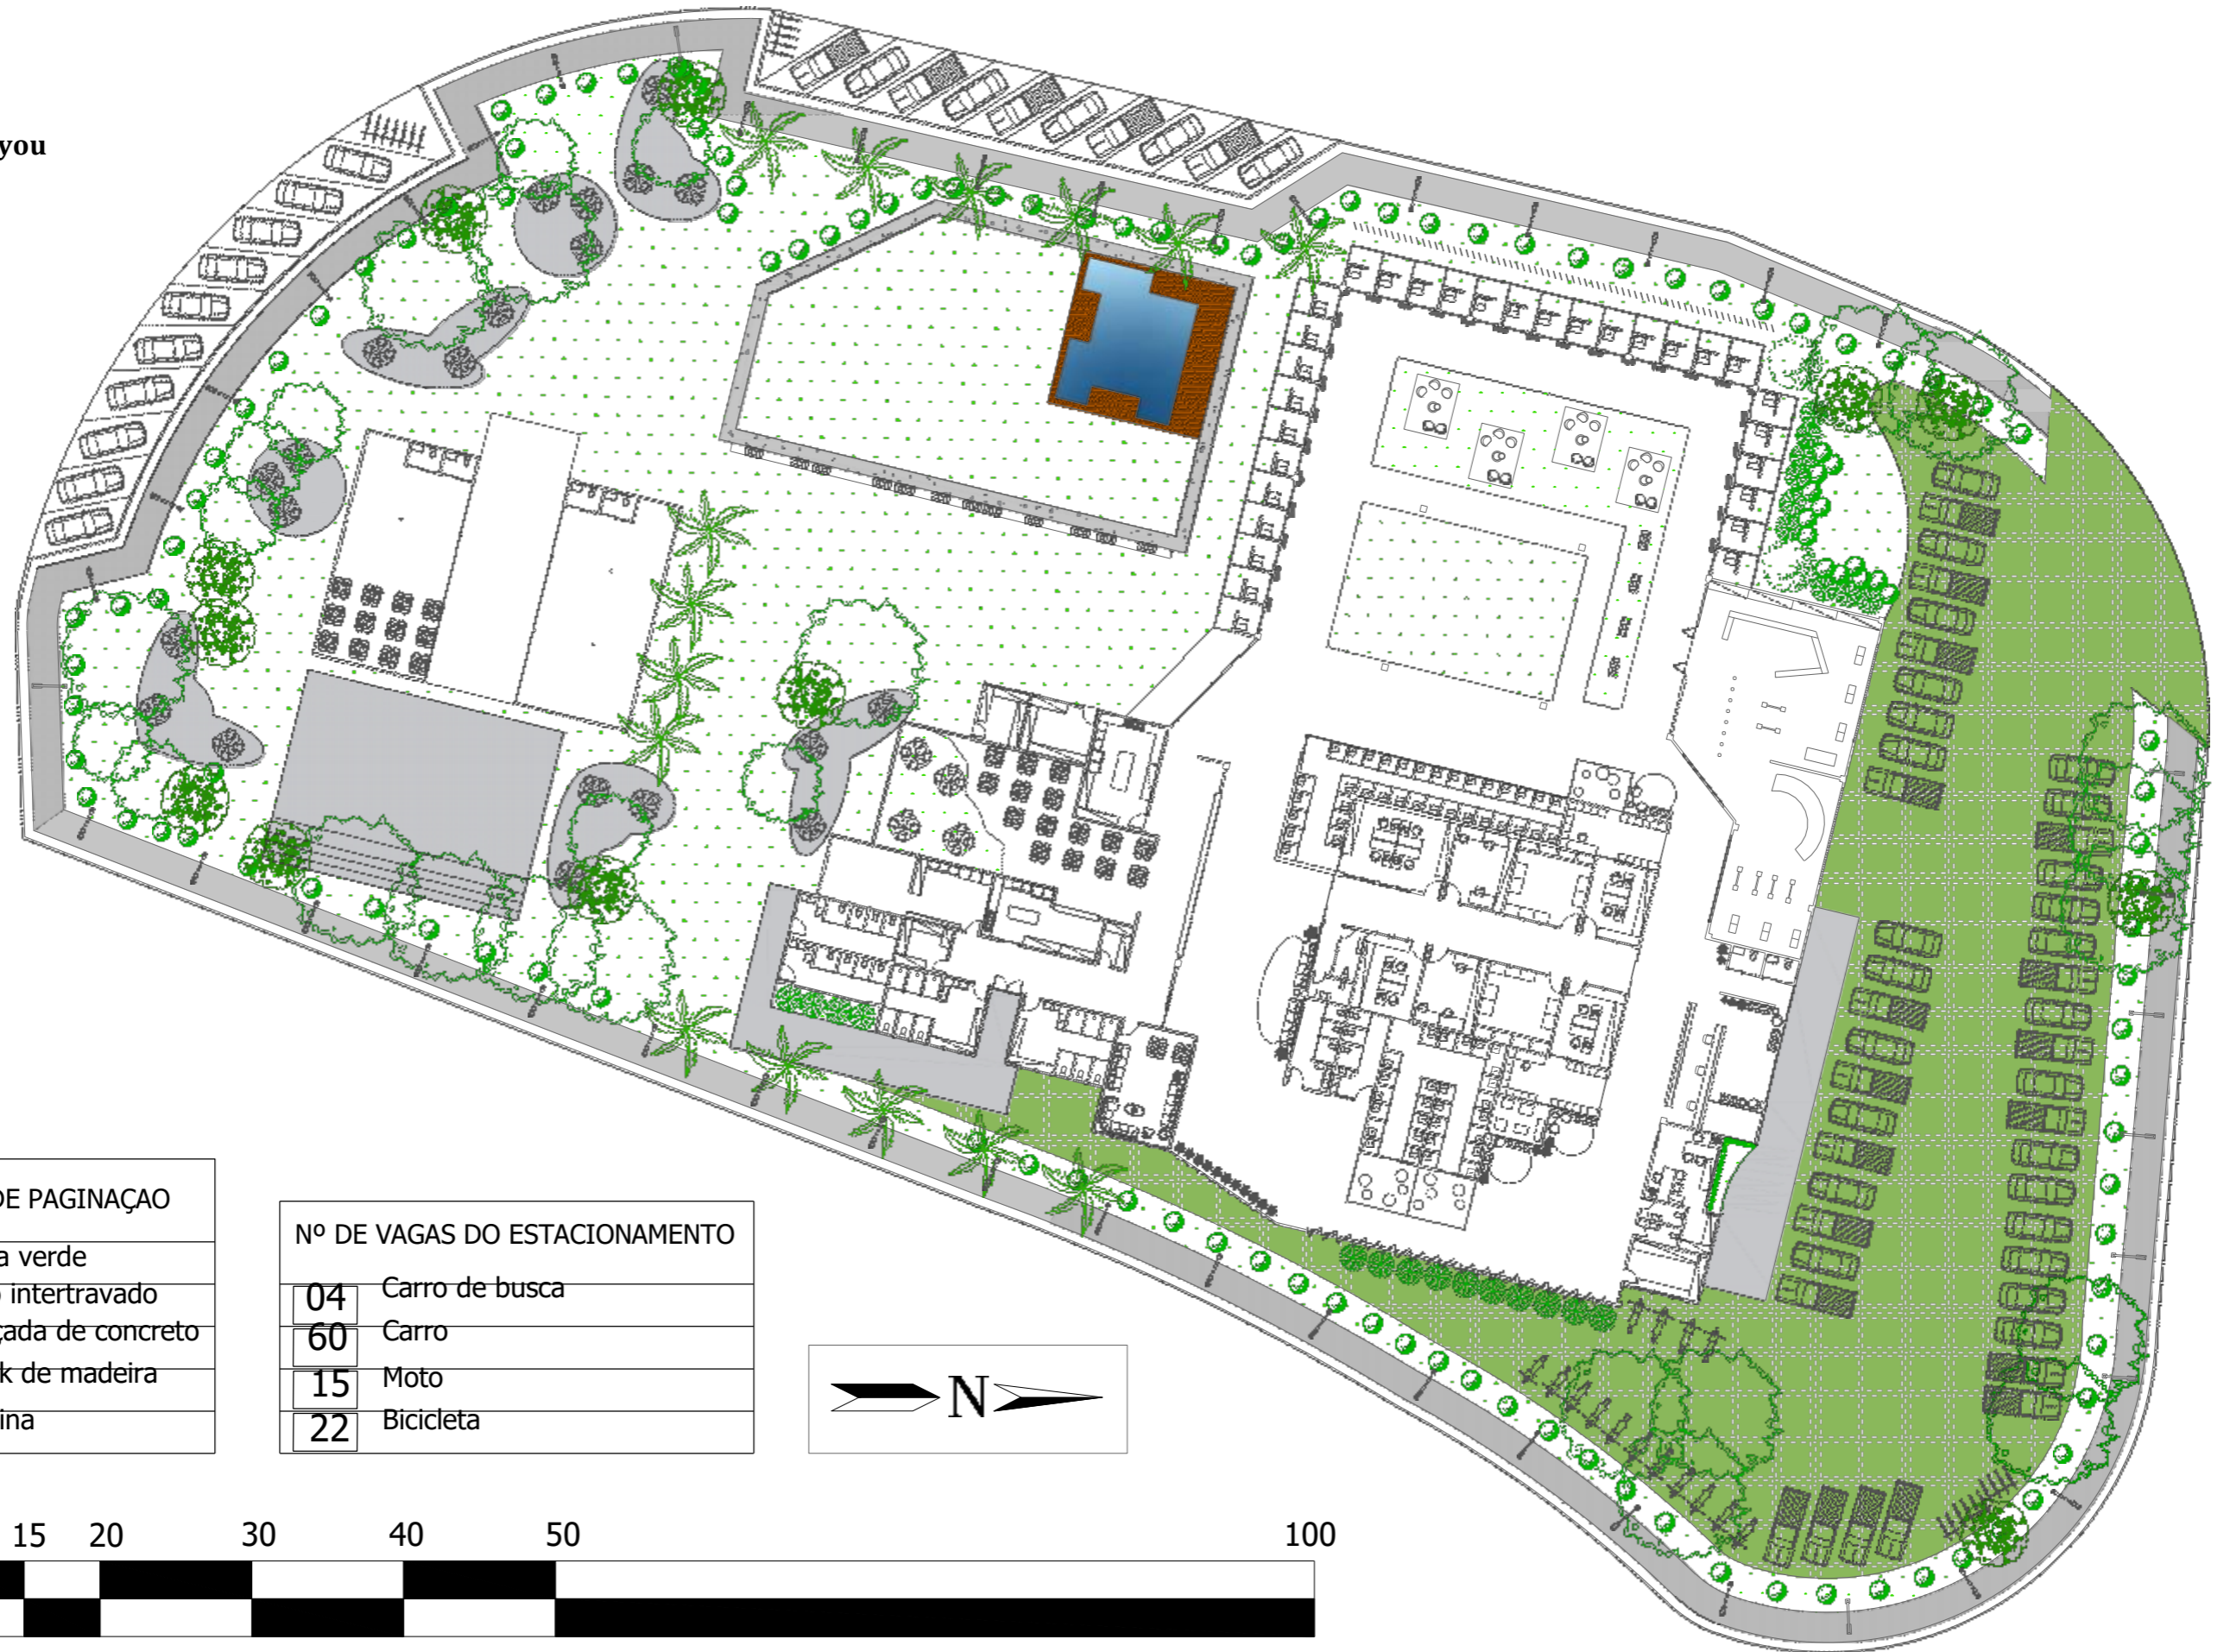 you
DE PAGINAÇAO
a verde
o intertravado
çada de concreto
k de madeira
ina
Nº DE VAGAS DO ESTACIONAMENTO
04 Carro de busca
60 Carro
15 Moto
22 Bicicleta
N
15 20 30 40 50 100